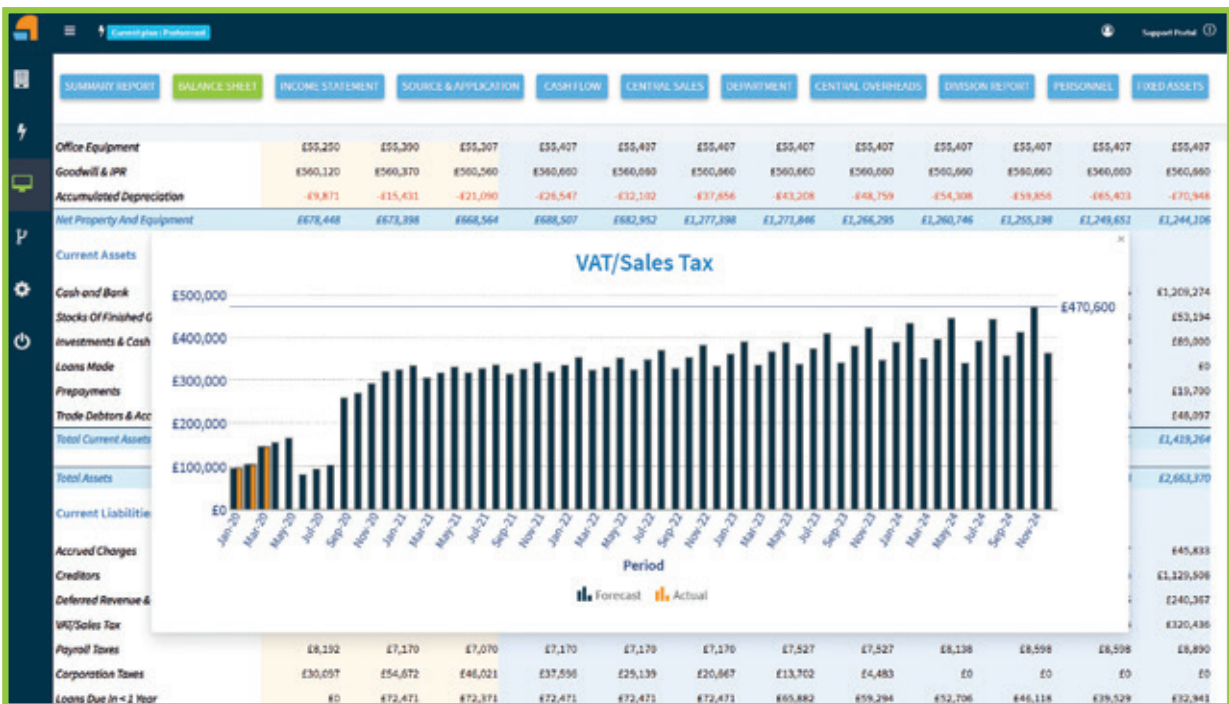 Current plan : Preferred
Support Portal
SUMMARY REPORT BALANCE SHEET INCOME STATEMENT SOURCE & APPLICATION CASH FLOW CENTRAL SALES DEPARTMENT CENTRAL OVERHEADS DIVISION REPORT PERSONNEL FIXED ASSETS
Office Equipment £55,250 £55,390 £55,307 £55,407 £55,407 £55,407 £55,407 £55,407 £55,407 £55,407 £55,407 £55,407
Goodwill & IPR £560,120 £560,370 £560,560 £560,660 £560,660 £560,660 £560,660 £560,660 £560,660 £560,660 £560,660 £560,660
Accumulated Depreciation -£9,871 -£15,431 -£21,090 -£26,547 -£32,102 -£37,656 -£43,208 -£48,759 -£54,308 -£59,856 -£65,403 -£70,948
Net Property And Equipment £678,448 £673,398 £668,564 £688,507 £682,952 £1,277,398 £1,271,846 £1,266,295 £1,260,746 £1,255,198 £1,249,651 £1,244,106
Current Assets
VAT/Sales Tax
Cash and Bank £1,209,274
Stocks Of Finished G £53,194
Investments & Cash £89,000
Loans Made £0
Prepayments £19,700
Trade Debtors & Acc £48,097
Total Current Assets £1,419,264
Total Assets £2,663,370
Current Liabilitie
Accrued Charges £45,833
Creditors £1,129,506
Deferred Revenue & £240,367
VAT/Sales Tax £320,436
£500,000
£470,600
£400,000
£300,000
£200,000
£100,000
£0
Jan-20 Mar-20 May-20 Jul-20 Sep-20 Nov-20 Jan-21 Mar-21 May-21 Jul-21 Sep-21 Nov-21 Jan-22 Mar-22 May-22 Jul-22 Sep-22 Nov-22 Jan-23 Mar-23 May-23 Jul-23 Sep-23 Nov-23 Jan-24 Mar-24 May-24 Jul-24 Sep-24 Nov-24
Period
Forecast Actual
Payroll Taxes £8,192 £7,170 £7,070 £7,170 £7,170 £7,170 £7,527 £7,527 £8,138 £8,598 £8,598 £8,890
Corporation Taxes £30,097 £54,672 £46,021 £37,596 £29,139 £20,667 £13,702 £4,483 £0 £0 £0 £0
Loans Due In < 1 Year £0 £72,471 £72,371 £72,471 £72,471 £72,471 £65,882 £59,294 £52,706 £46,118 £39,529 £32,941